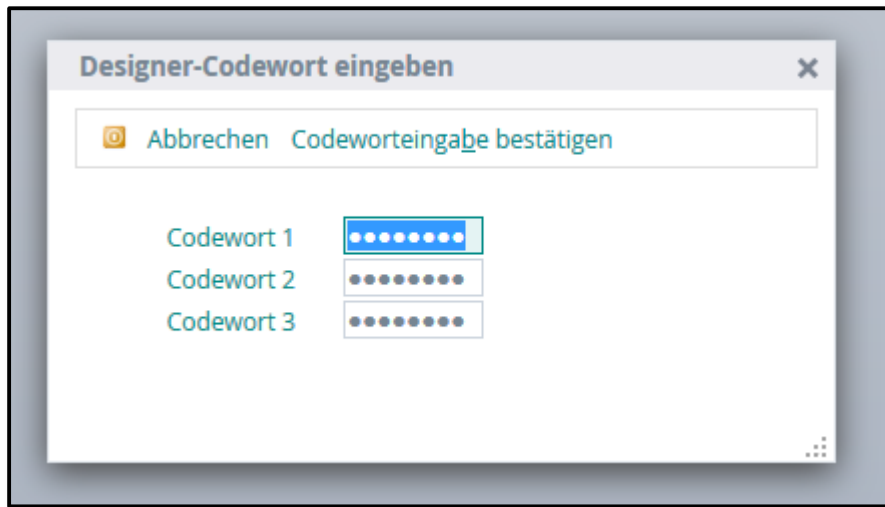 Designer-Codewort eingeben
Abbrechen Codeworteingabe bestätigen
Codewort 1 ●●●●●●●●
Codewort 2 ●●●●●●●●
Codewort 3 ●●●●●●●●